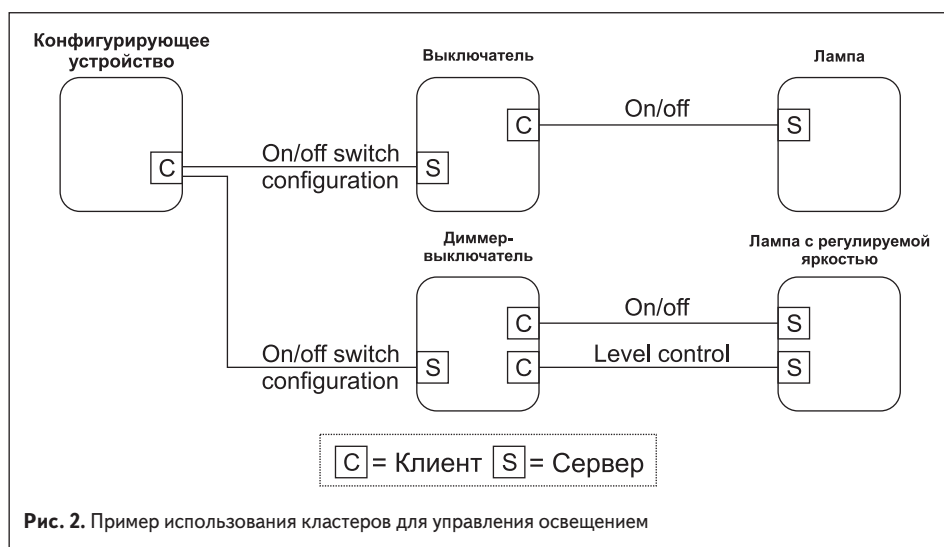 Конфигурирующее
устройство
Выключатель
Лампа
C
On/off
S
C
On/off switch
configuration
S
Диммер-
выключатель
Лампа с регулируемой
яркостью
C
On/off
S
On/off switch
configuration
S
C
Level control
S
C = Клиент S = Сервер
Рис. 2. Пример использования кластеров для управления освещением